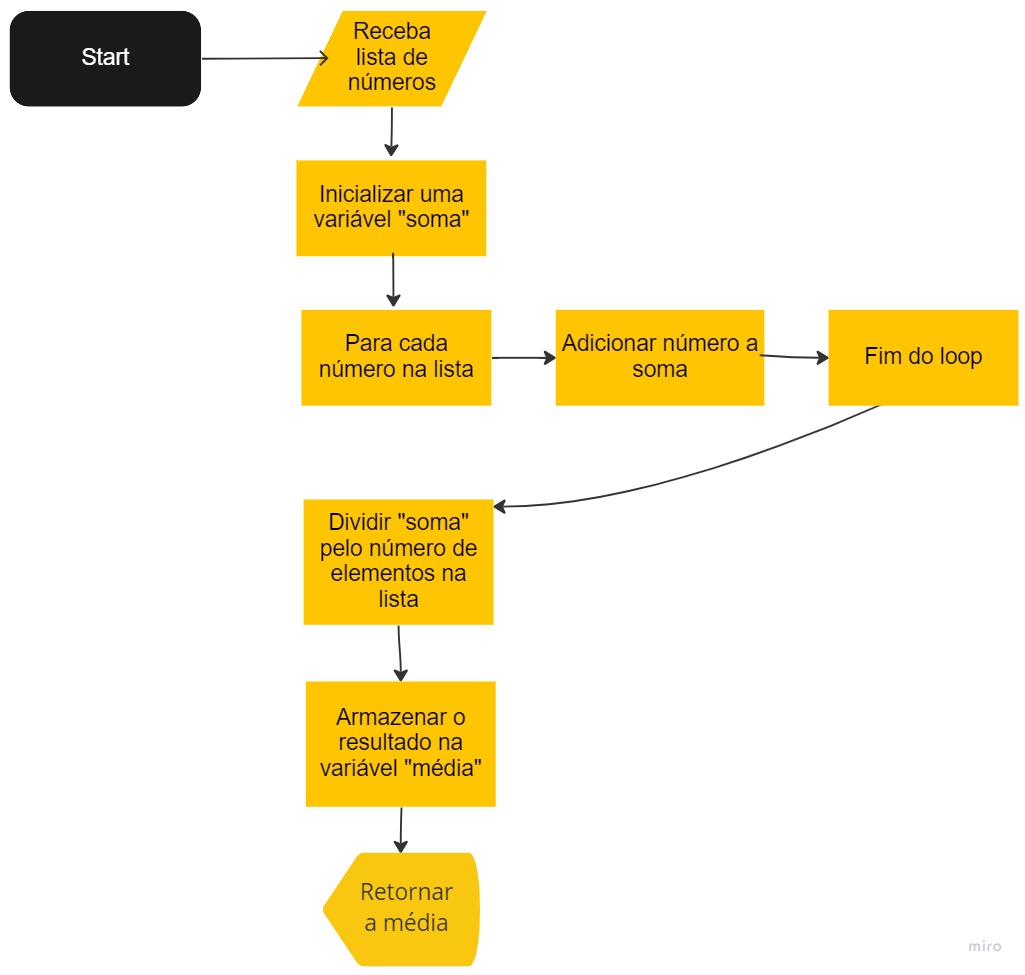 Start
Receba
lista de
números
Inicializar uma
variável "soma"
Para cada
número na lista
Adicionar número a
soma
Fim do loop
Dividir "soma"
pelo número de
elementos na
lista
Armazenar o
resultado na
variável "média"
Retornar
a média
miro